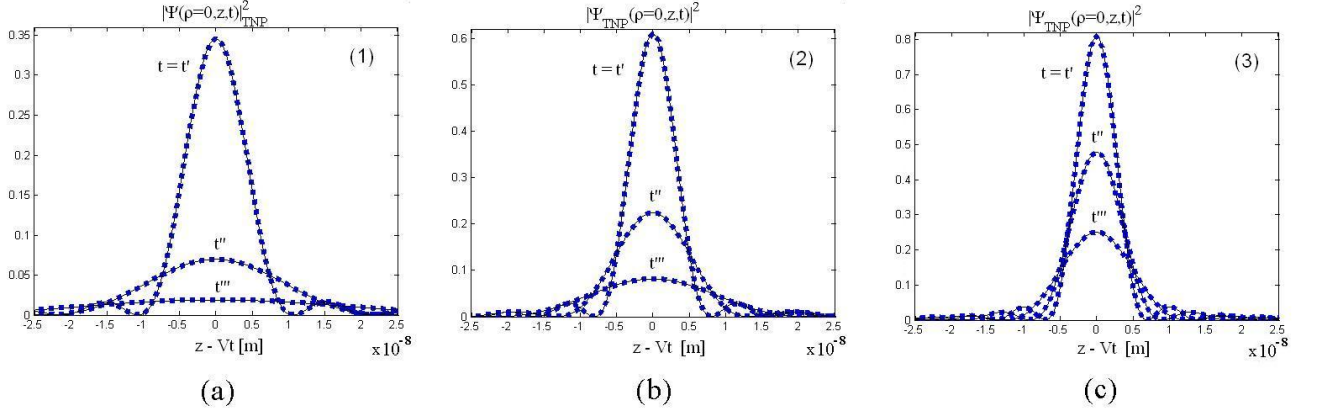 |Ψ(ρ=0,z,t)|²_TNP
(1)
0.35
0.3
0.25
0.2
0.15
0.1
0.05
0
t = t'
t''
t'''
-2.5 -2 -1.5 -1 -0.5 0 0.5 1 1.5 2 2.5
z - Vt [m]
x10⁻⁸
(a)
|Ψ_TNP(ρ=0,z,t)|²
(2)
0.6
0.5
0.4
0.3
0.2
0.1
0
t = t'
t''
t'''
-2.5 -2 -1.5 -1 -0.5 0 0.5 1 1.5 2 2.5
z - Vt [m]
x10⁻⁸
(b)
|Ψ_TNP(ρ=0,z,t)|²
(3)
0.8
0.7
0.6
0.5
0.4
0.3
0.2
0.1
0
t = t'
t''
t'''
-2.5 -2 -1.5 -1 -0.5 0 0.5 1 1.5 2 2.5
z - Vt [m]
x10⁻⁸
(c)